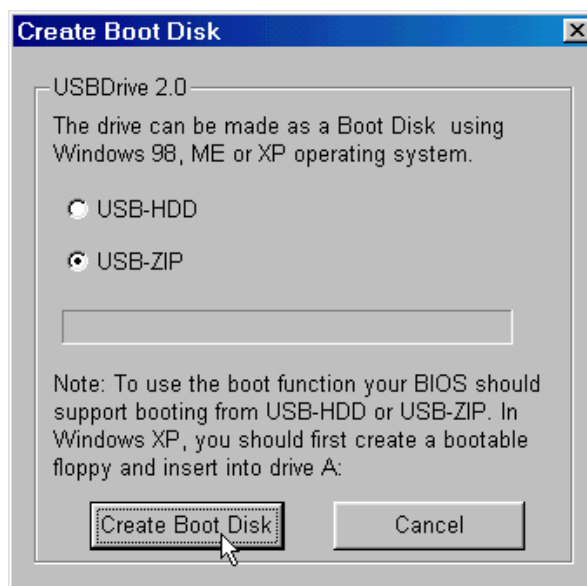 Create Boot Disk
USBDrive 2.0
The drive can be made as a Boot Disk using
Windows 98, ME or XP operating system.
USB-HDD
USB-ZIP
Note: To use the boot function your BIOS should
support booting from USB-HDD or USB-ZIP. In
Windows XP, you should first create a bootable
floppy and insert into drive A:
Create Boot Disk
Cancel